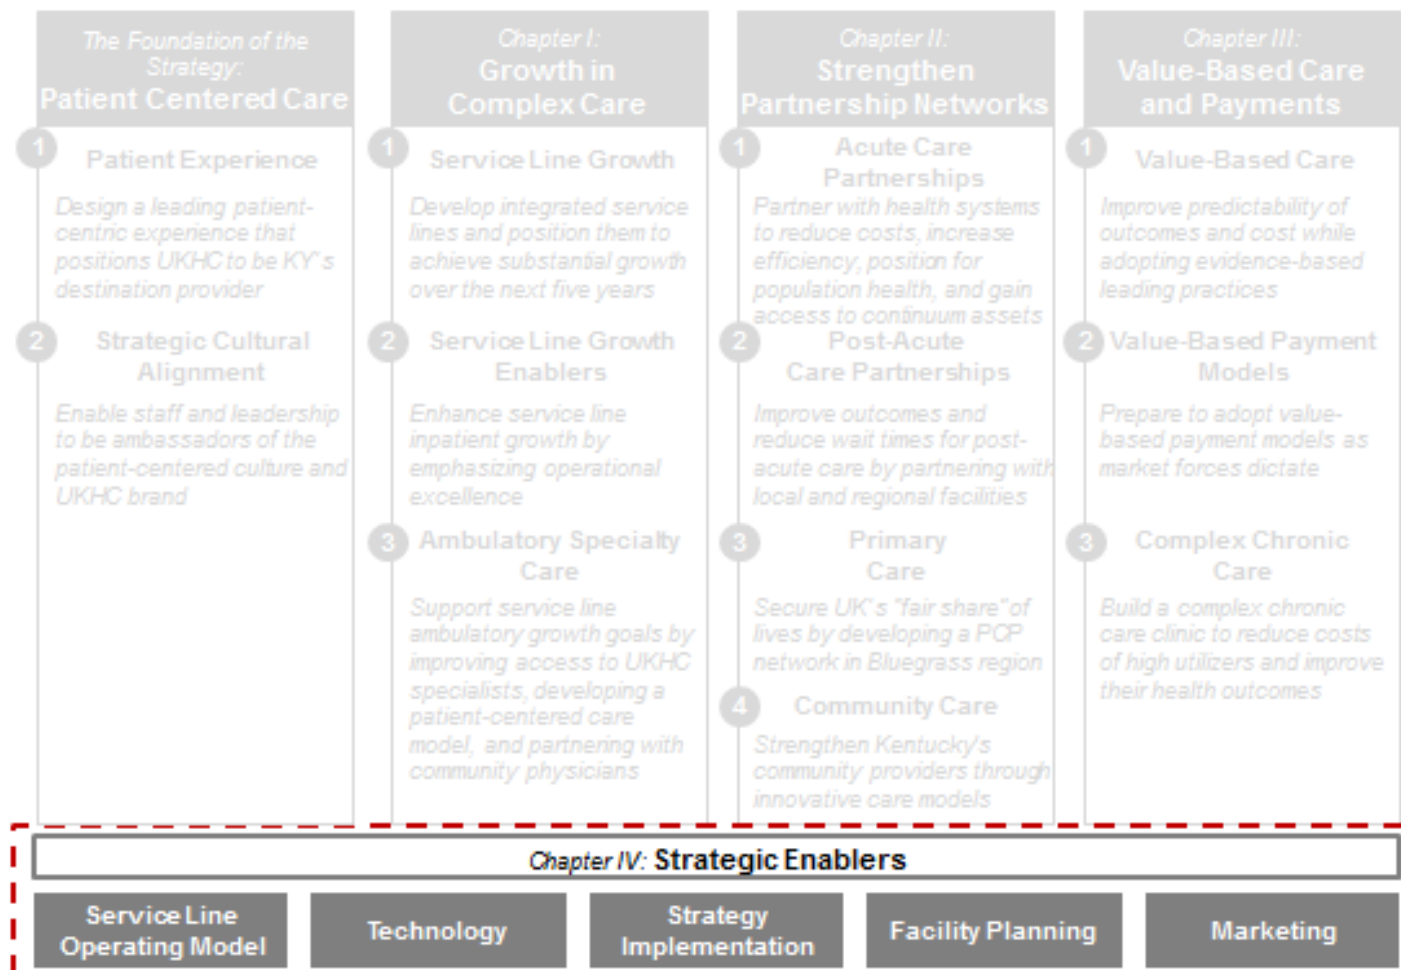 The Foundation of the
Strategy:
Patient Centered Care
1
Patient Experience
Design a leading patient-
centric experience that
positions UKHC to be KY's
destination provider
2
Strategic Cultural
Alignment
Enable staff and leadership
to be ambassadors of the
patient-centered culture and
UKHC brand
Chapter I:
Growth in
Complex Care
1
Service Line Growth
Develop integrated service
lines and position them to
achieve substantial growth
over the next five years
2
Service Line Growth
Enablers
Enhance service line
inpatient growth by
emphasizing operational
excellence
3
Ambulatory Specialty
Care
Support service line
ambulatory growth goals by
improving access to UKHC
specialists, developing a
patient-centered care
model, and partnering with
community physicians
Chapter II:
Strengthen
Partnership Networks
1
Acute Care
Partnerships
Partner with health systems
to reduce costs, increase
efficiency, position for
population health, and gain
access to continuum assets
2
Post-Acute
Care Partnerships
Improve outcomes and
reduce wait times for post-
acute care by partnering with
local and regional facilities
3
Primary
Care
Secure UK's "fair share" of
lives by developing a PCP
network in Bluegrass region
4
Community Care
Strengthen Kentucky's
community providers through
innovative care models
Chapter III:
Value-Based Care
and Payments
1
Value-Based Care
Improve predictability of
outcomes and cost while
adopting evidence-based
leading practices
2
Value-Based Payment
Models
Prepare to adopt value-
based payment models as
market forces dictate
3
Complex Chronic
Care
Build a complex chronic
care clinic to reduce costs
of high utilizers and improve
their health outcomes
Chapter IV: Strategic Enablers
Service Line
Operating Model
Technology
Strategy
Implementation
Facility Planning
Marketing